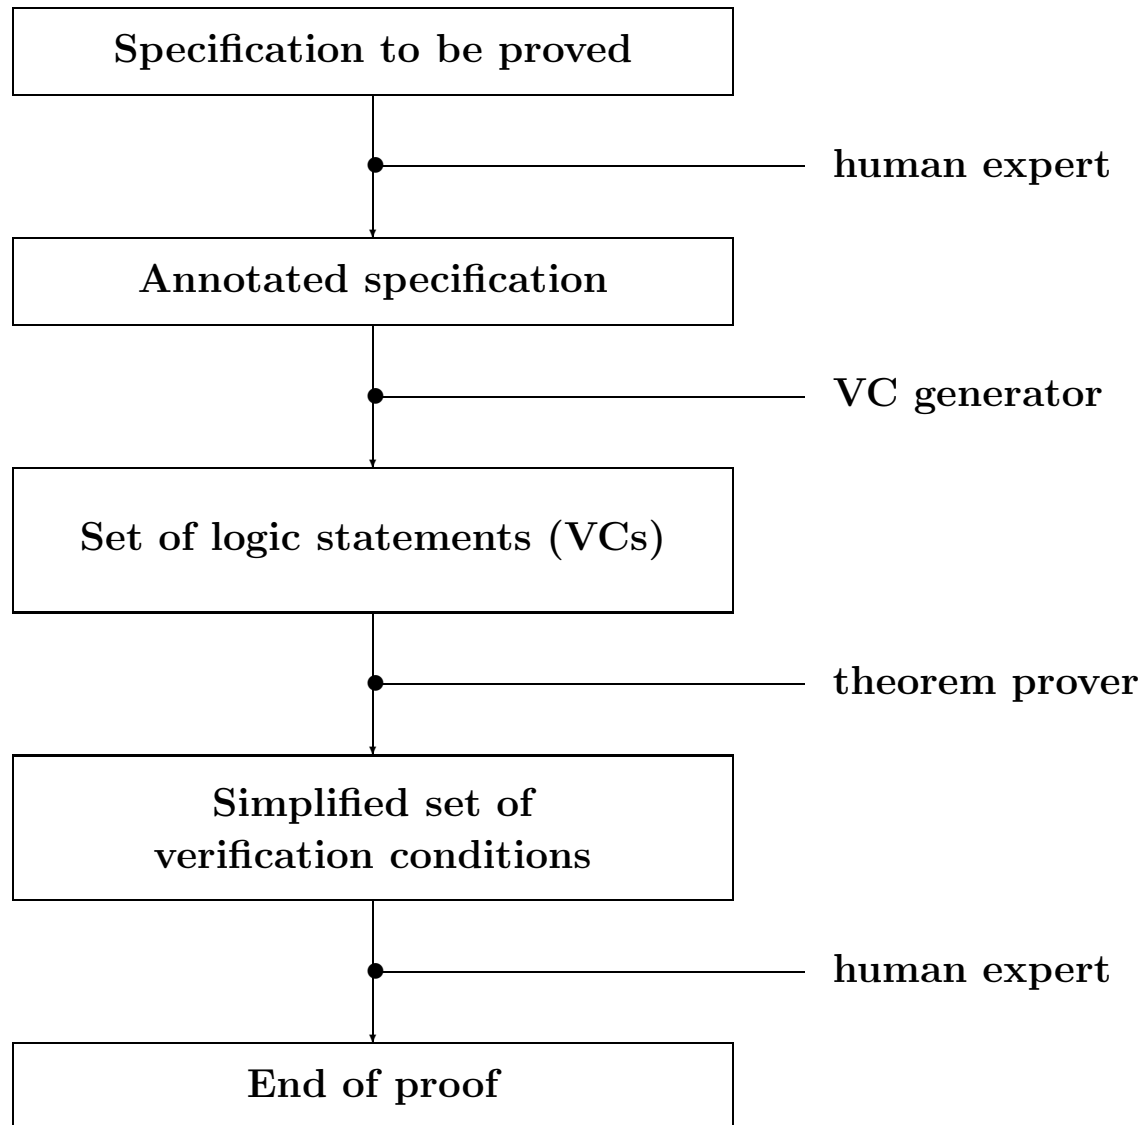 Specification to be proved
human expert
Annotated specification
VC generator
Set of logic statements (VCs)
theorem prover
Simplified set of
verification conditions
human expert
End of proof